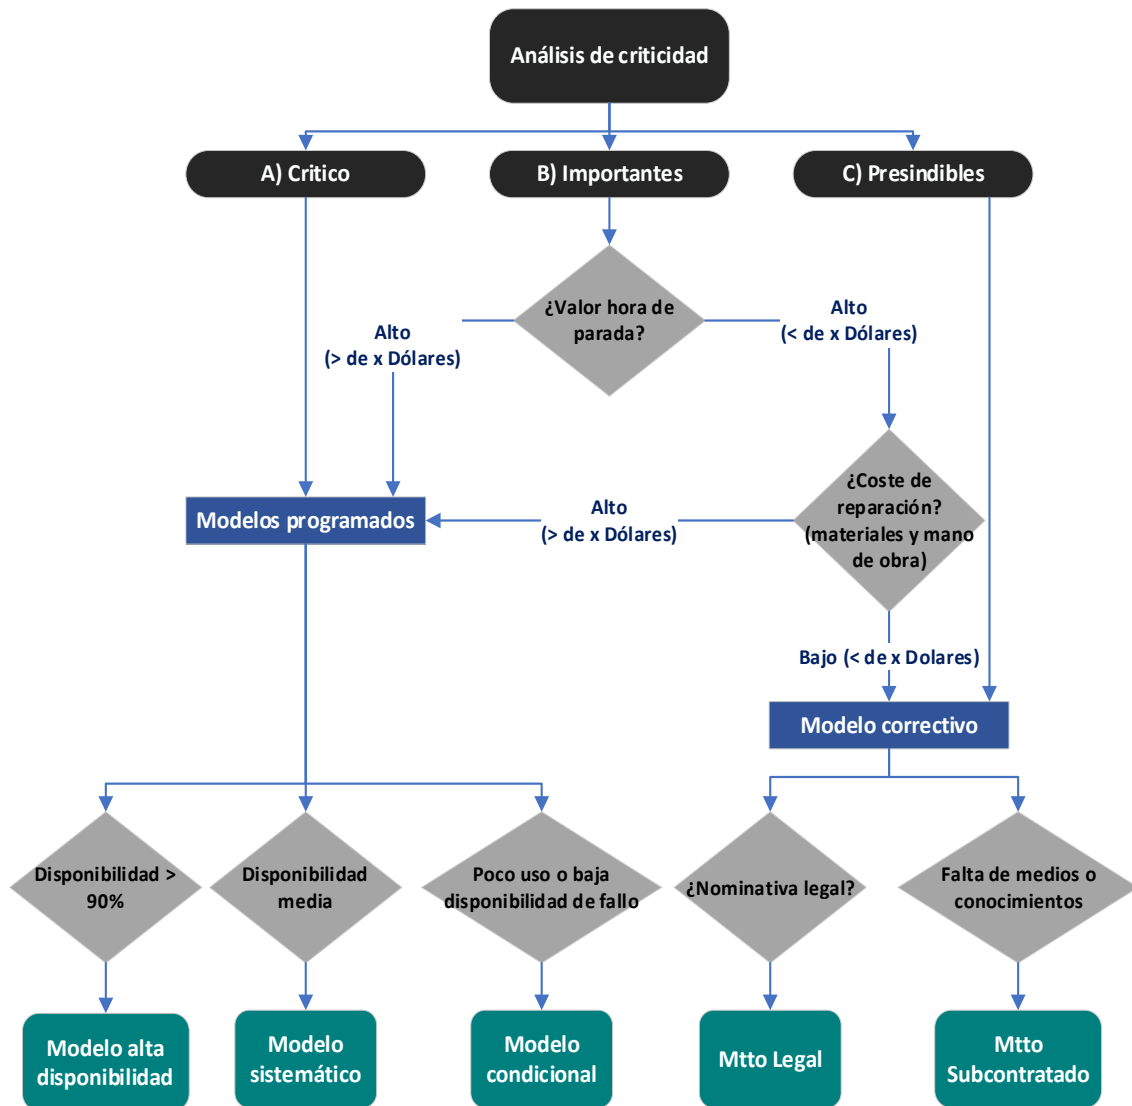 Análisis de criticidad
A) Critico
B) Importantes
C) Presindibles
¿Valor hora de
parada?
Alto
(> de x Dólares)
Alto
(< de x Dólares)
¿Coste de
reparación?
(materiales y mano
de obra)
Modelos programados
Alto
(> de x Dólares)
Bajo (< de x Dolares)
Modelo correctivo
Disponibilidad >
90%
Disponibilidad
media
Poco uso o baja
disponibilidad de fallo
¿Nominativa legal?
Falta de medios o
conocimientos
Modelo alta
disponibilidad
Modelo
sistemático
Modelo
condicional
Mtto Legal
Mtto
Subcontratado